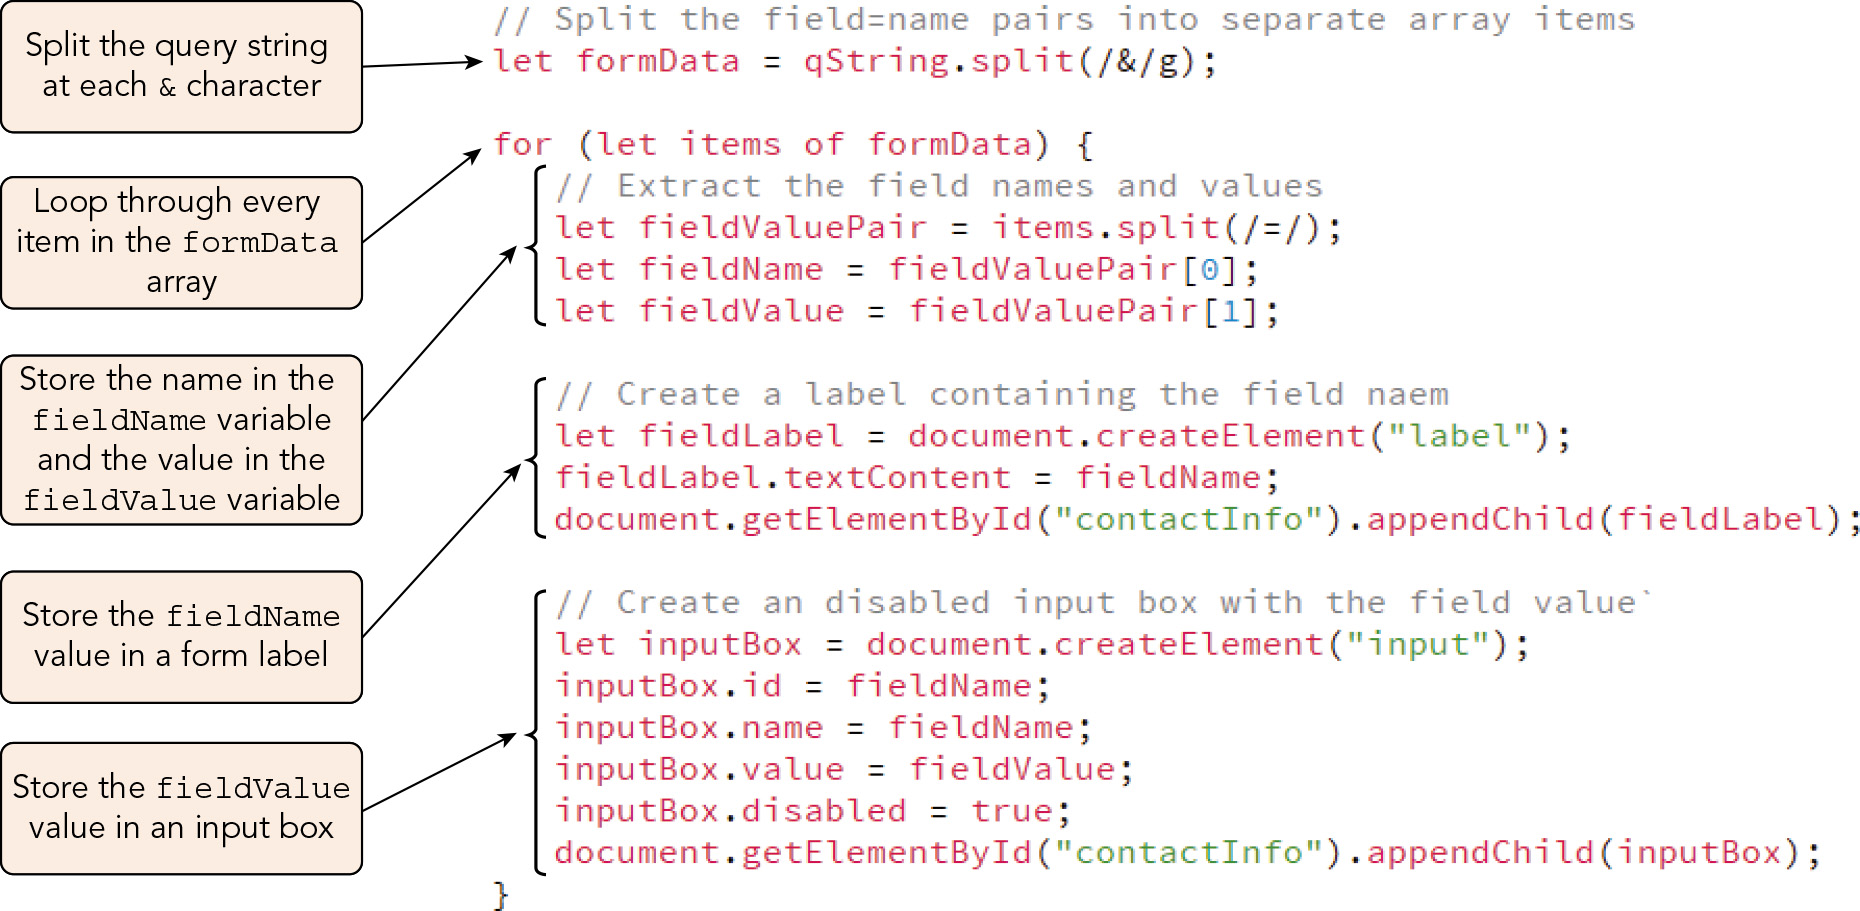 Split the query string
at each & character
Loop through every
item in the formData
array
Store the name in the
fieldName variable
and the value in the
fieldValue variable
Store the fieldName
value in a form label
Store the fieldValue
value in an input box
// Split the field=name pairs into separate array items
let formData = qString.split(/&/g);
for (let items of formData) {
// Extract the field names and values
let fieldValuePair = items.split(/=/);
let fieldName = fieldValuePair[0];
let fieldValue = fieldValuePair[1];
// Create a label containing the field naem
let fieldLabel = document.createElement("label");
fieldLabel.textContent = fieldName;
document.getElementById("contactInfo").appendChild(fieldLabel);
// Create an disabled input box with the field value`
let inputBox = document.createElement("input");
inputBox.id = fieldName;
inputBox.name = fieldName;
inputBox.value = fieldValue;
inputBox.disabled = true;
document.getElementById("contactInfo").appendChild(inputBox);
}